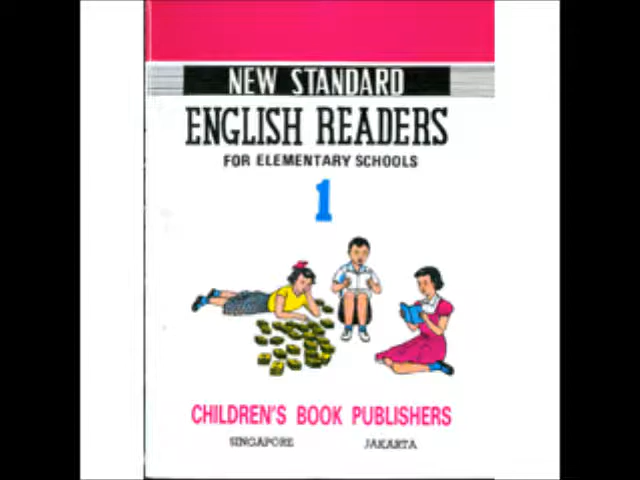 NEW STANDARD
ENGLISH READERS
FOR ELEMENTARY SCHOOLS
1
CHILDREN'S BOOK PUBLISHERS
SINGAPORE JAKARTA